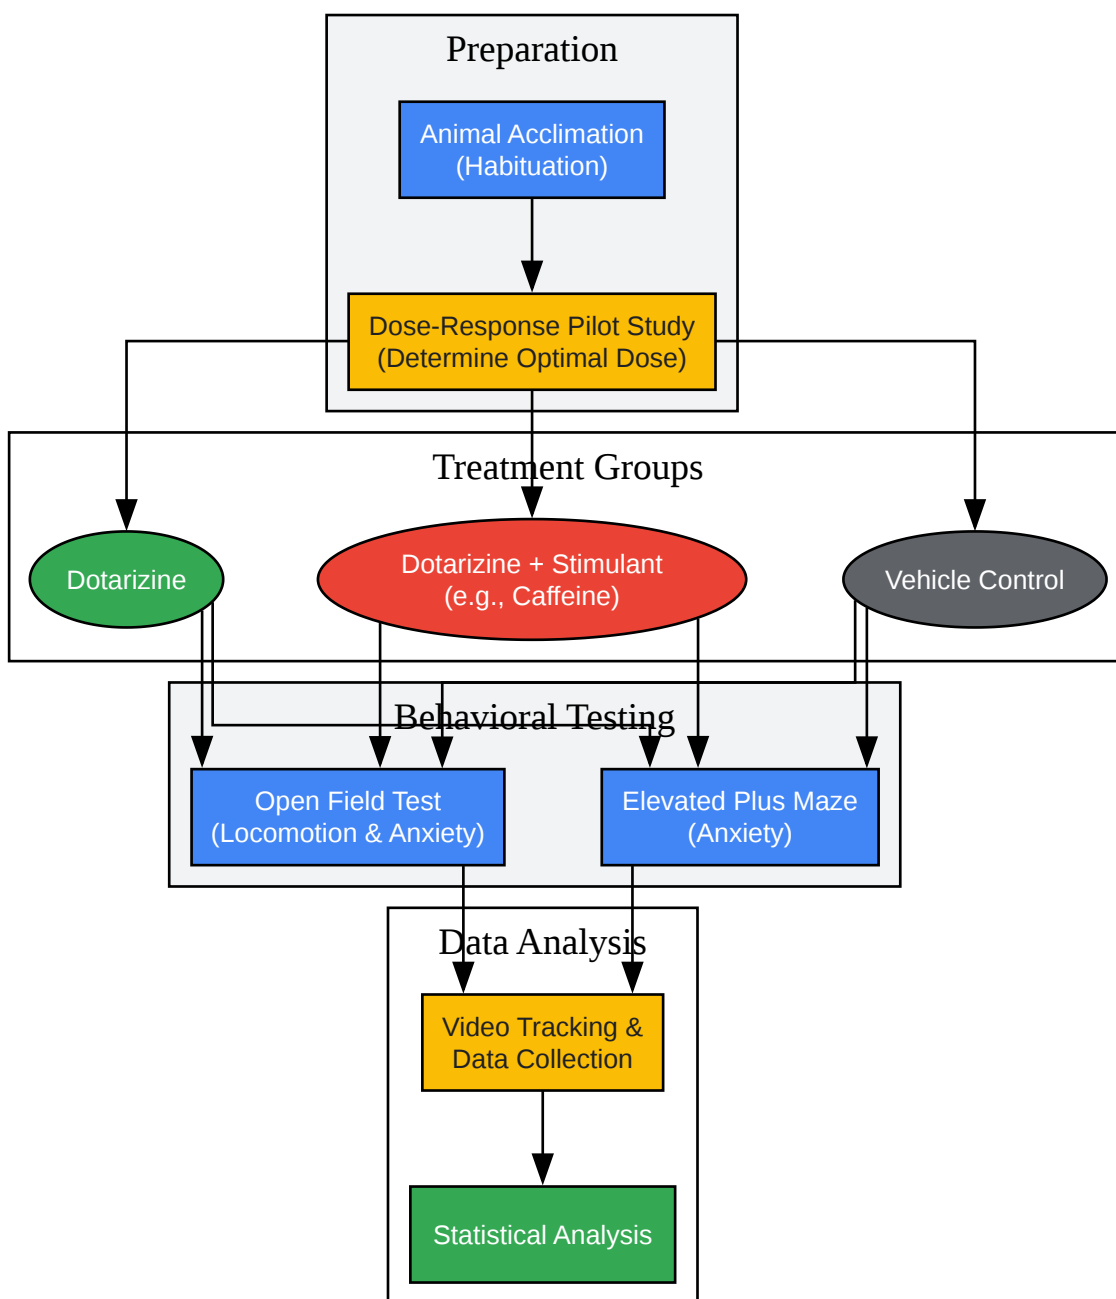 Preparation
Animal Acclimation
(Habituation)
Dose-Response Pilot Study
(Determine Optimal Dose)
Treatment Groups
Dotarizine
Dotarizine + Stimulant
(e.g., Caffeine)
Vehicle Control
Behavioral Testing
Open Field Test
(Locomotion & Anxiety)
Elevated Plus Maze
(Anxiety)
Data Analysis
Video Tracking &
Data Collection
Statistical Analysis